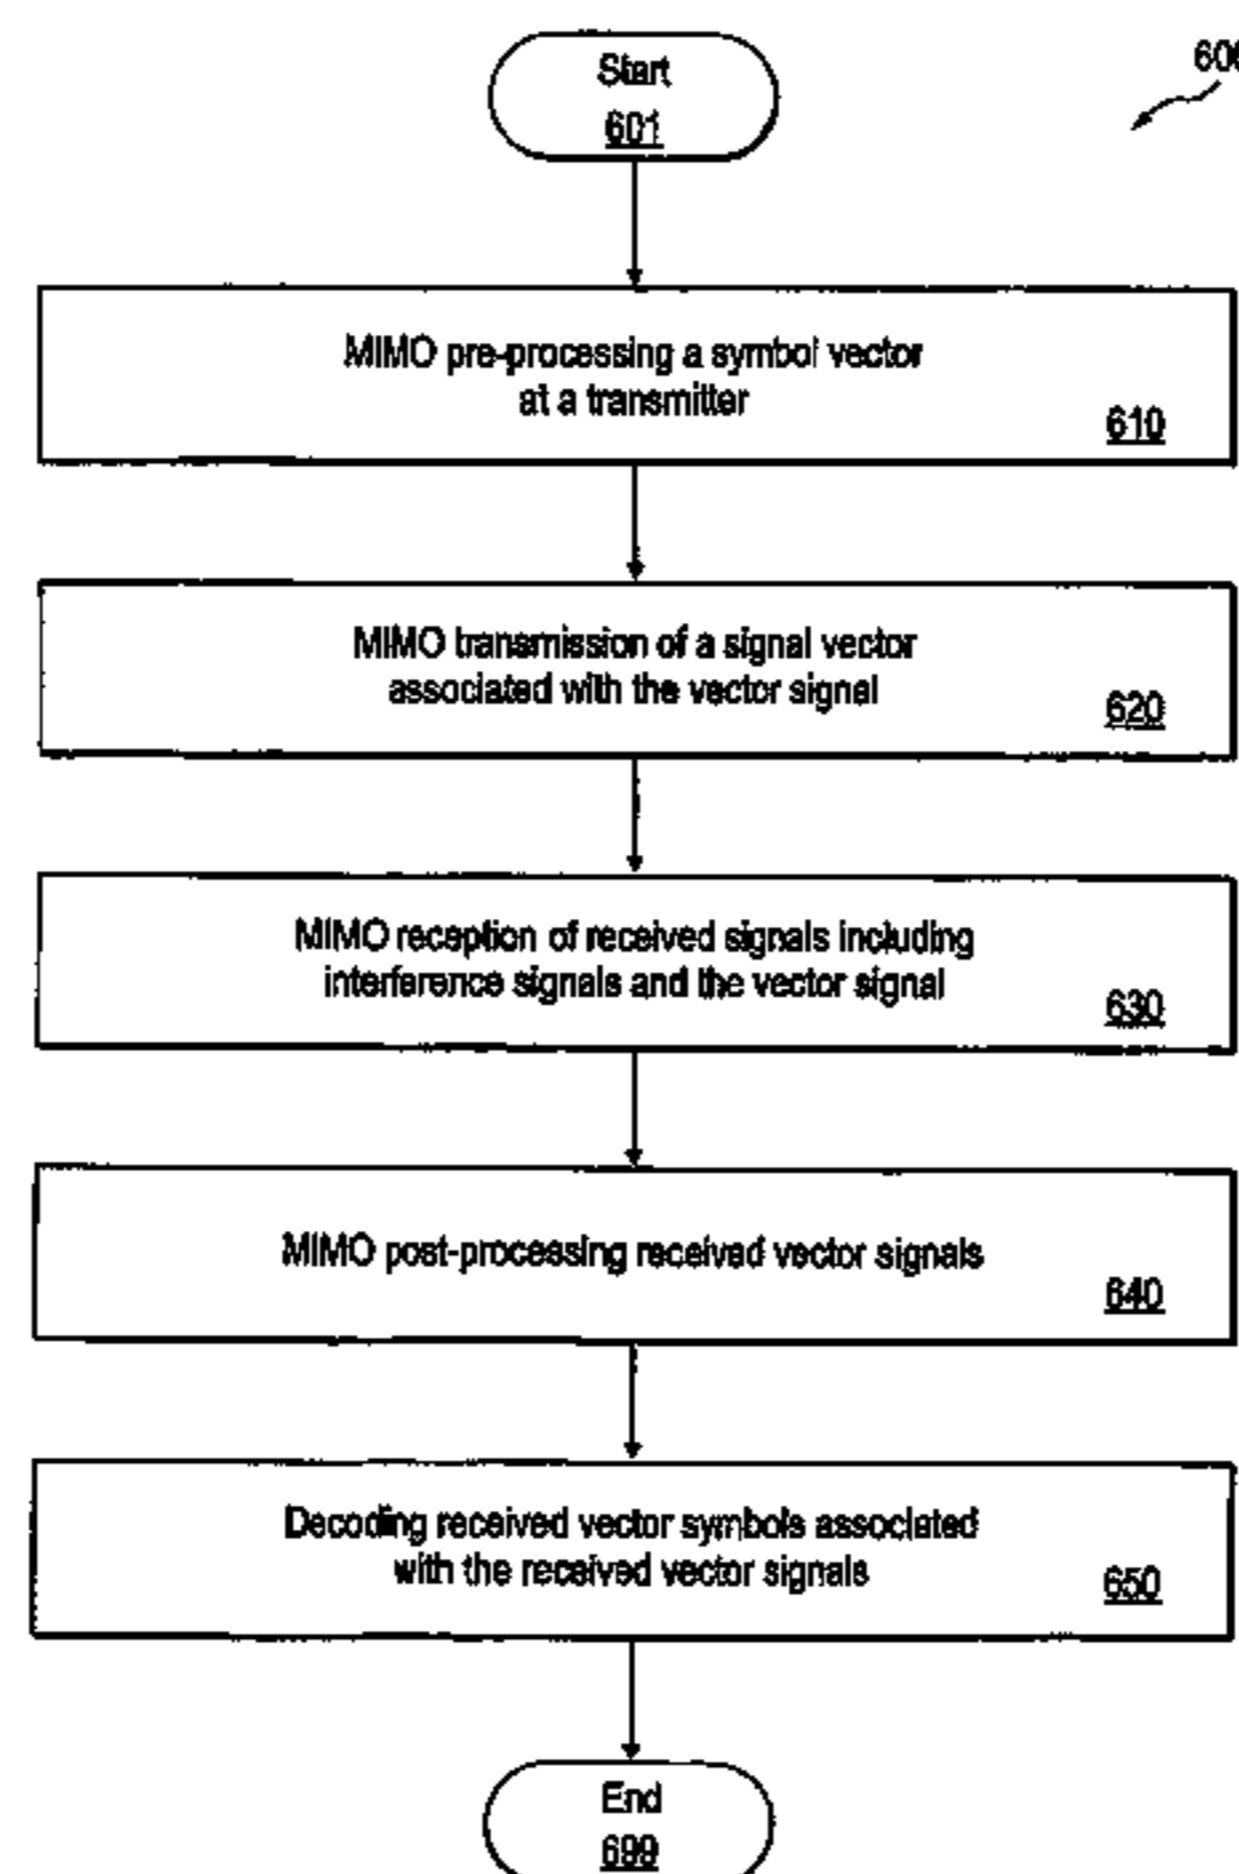 Start
601
MIMO pre-processing a symbol vector
at a transmitter
610
MIMO transmission of a signal vector
associated with the vector signal
620
MIMO reception of received signals including
interference signals and the vector signal
630
MIMO post-processing received vector signals
640
Decoding received vector symbols associated
with the received vector signals
650
End
699